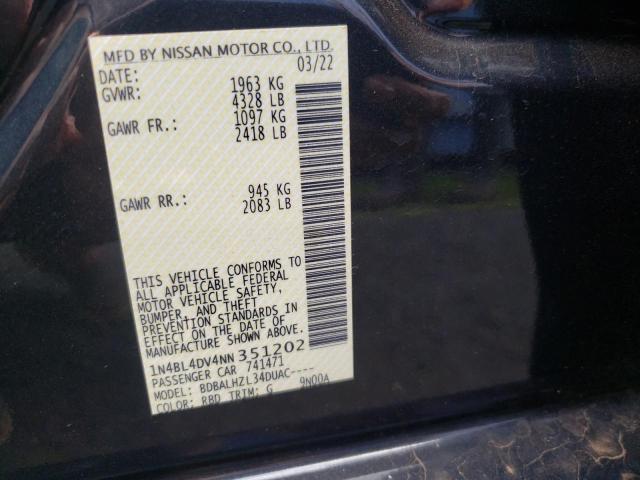 MFD BY NISSAN MOTOR CO., LTD.
DATE: 03/22
GVWR: 1963 KG
4328 LB
GAWR FR.: 1097 KG
2418 LB
GAWR RR.: 945 KG
2083 LB
THIS VEHICLE CONFORMS TO
ALL APPLICABLE FEDERAL
MOTOR VEHICLE SAFETY,
BUMPER, AND THEFT
PREVENTION STANDARDS IN
EFFECT ON THE DATE OF
MANUFACTURE SHOWN ABOVE.
1N4BL4DV4NN351202
PASSENGER CAR 741471
MODEL: BDBALHZL34DUAC----
COLOR: RBD TRIM: G 9N00A